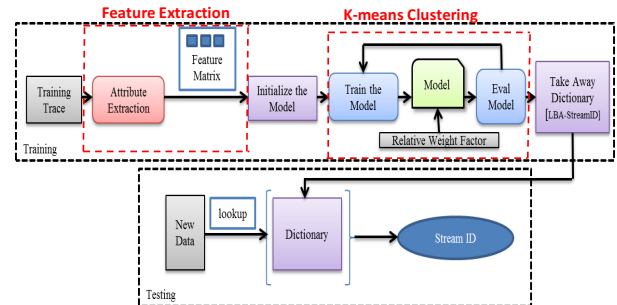 Feature Extraction
K-means Clustering
Feature
Matrix
Training
Trace
Attribute
Extraction
Initialize the
Model
Train the
Model
Model
Eval
Model
Take Away
Dictionary
[LBA-StreamID]
Relative Weight Factor
Training
New
Data
lookup
Dictionary
Stream ID
Testing